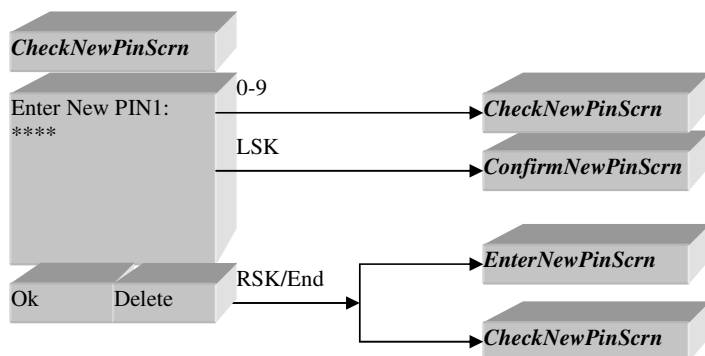 CheckNewPinScrn
Enter New PIN1:
****
Ok
Delete
0-9
LSK
RSK/End
CheckNewPinScrn
ConfirmNewPinScrn
EnterNewPinScrn
CheckNewPinScrn